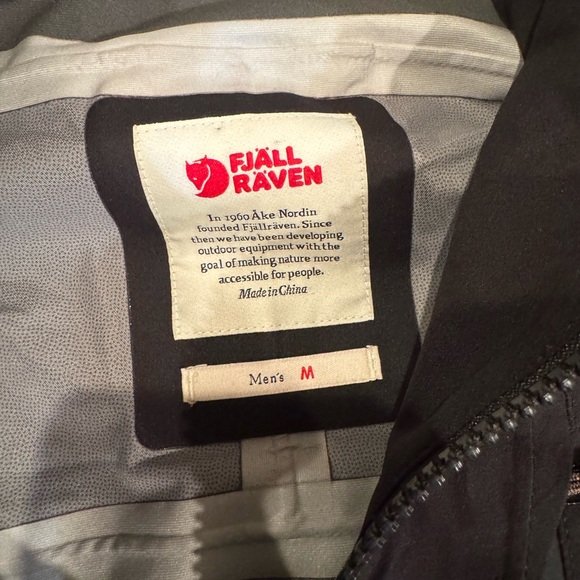 FJÄLL
RÄVEN
In 1960 Åke Nordin
founded Fjällräven. Since
then we have been developing
outdoor equipment with the
goal of making nature more
accessible for people.
Made in China
Men's M